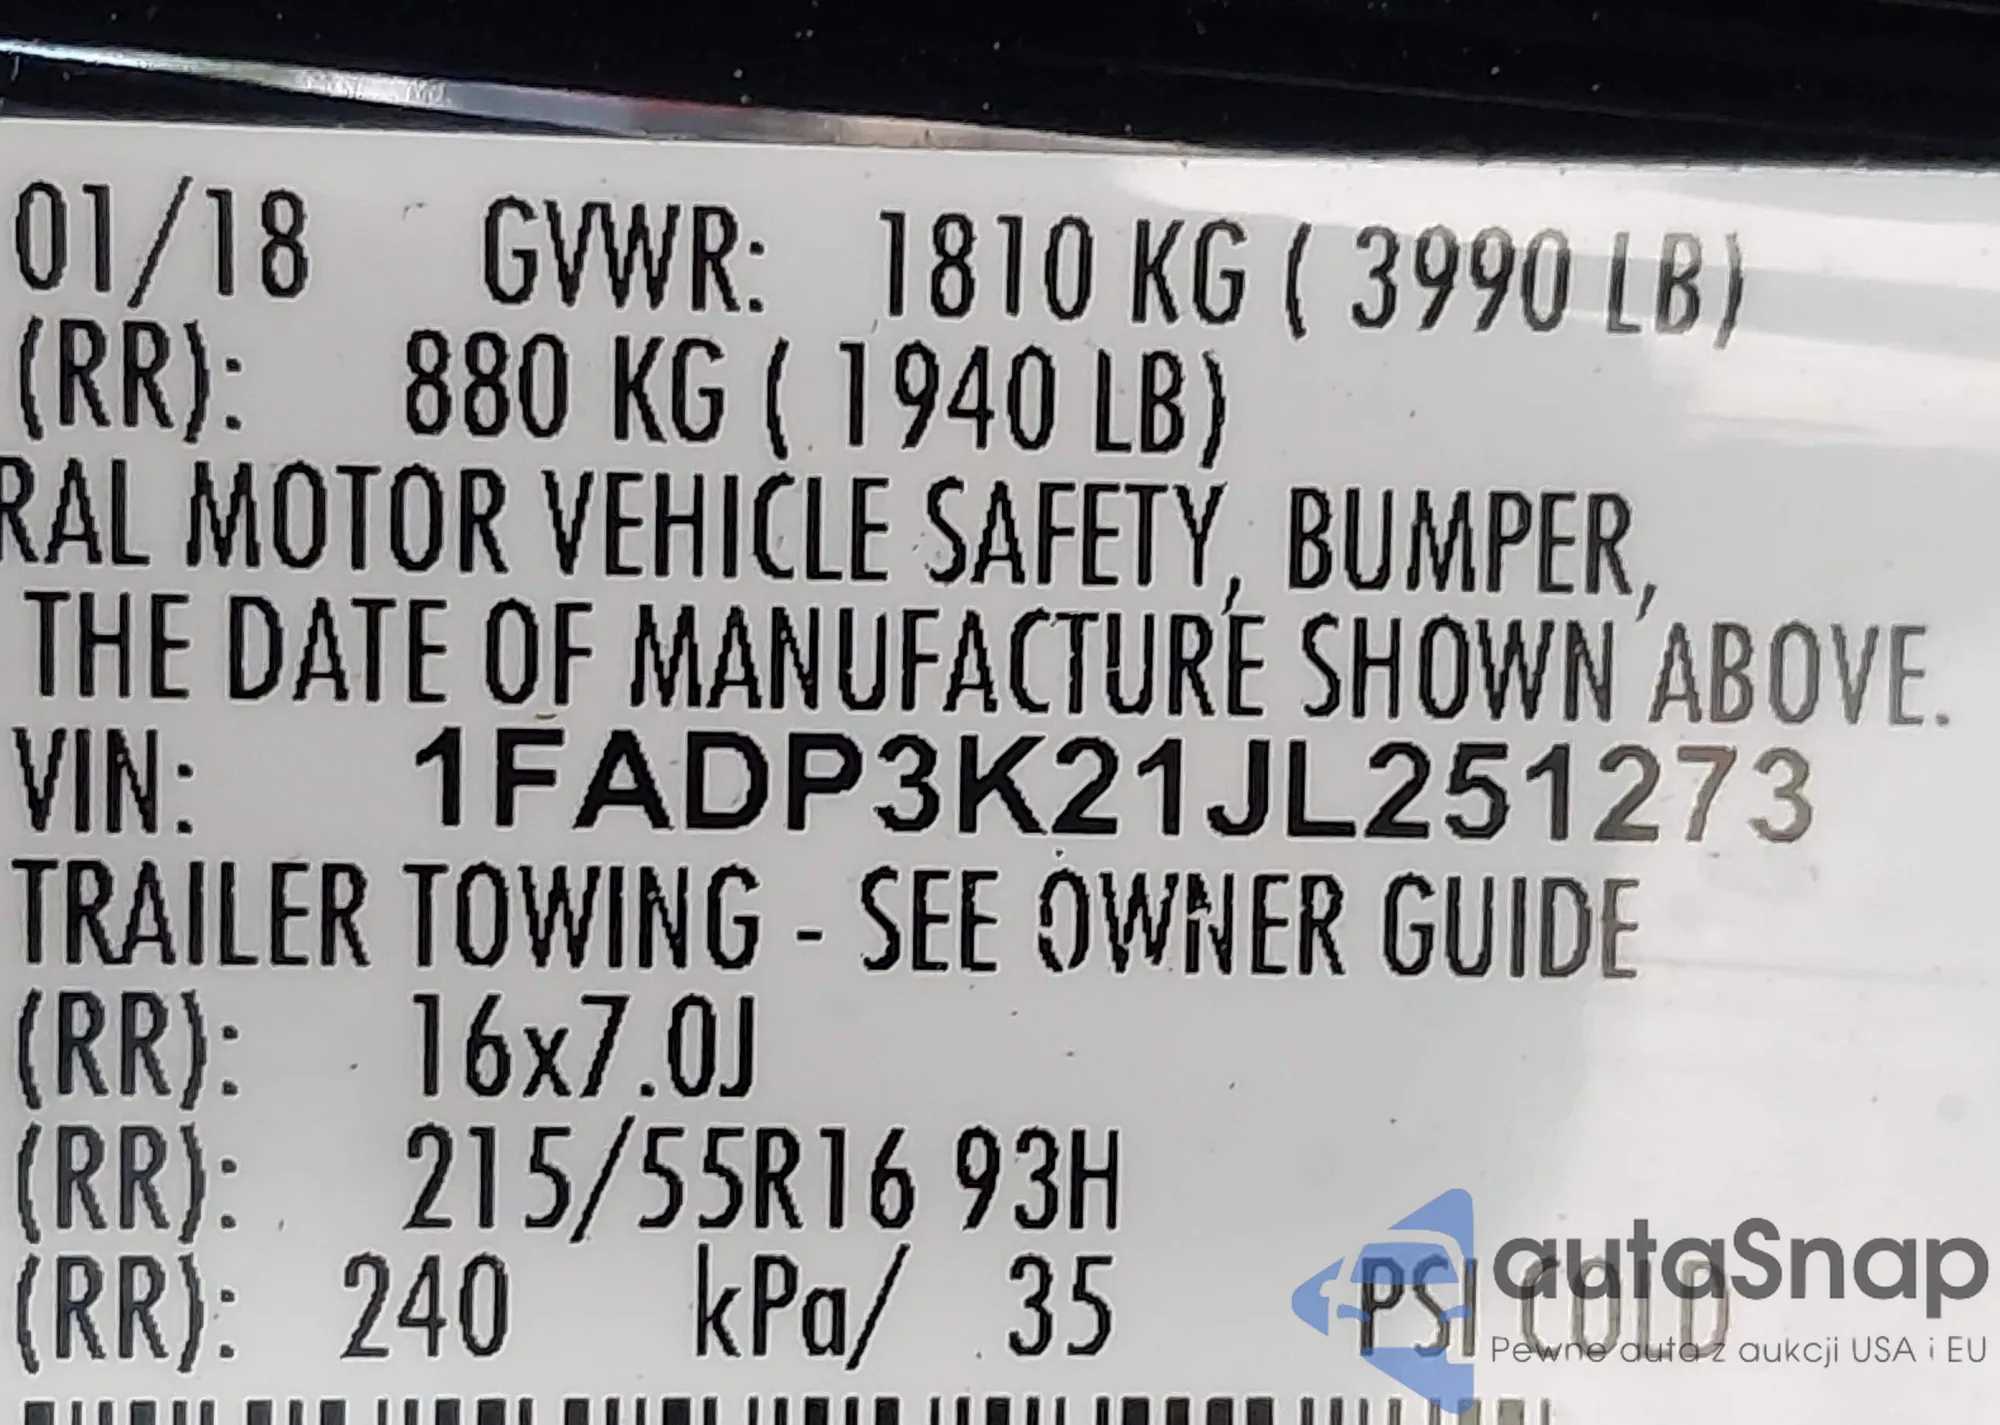 01/18 GVWR: 1810 KG ( 3990 LB)
(RR): 880 KG ( 1940 LB)
RAL MOTOR VEHICLE SAFETY, BUMPER,
THE DATE OF MANUFACTURE SHOWN ABOVE.
VIN: 1FADP3K21JL251273
TRAILER TOWING - SEE OWNER GUIDE
(RR): 16x7.0J
(RR): 215/55R16 93H
(RR): 240 kPa/ 35 PSI COLD
autaSnap
Pewne auta z aukcji USA i EU